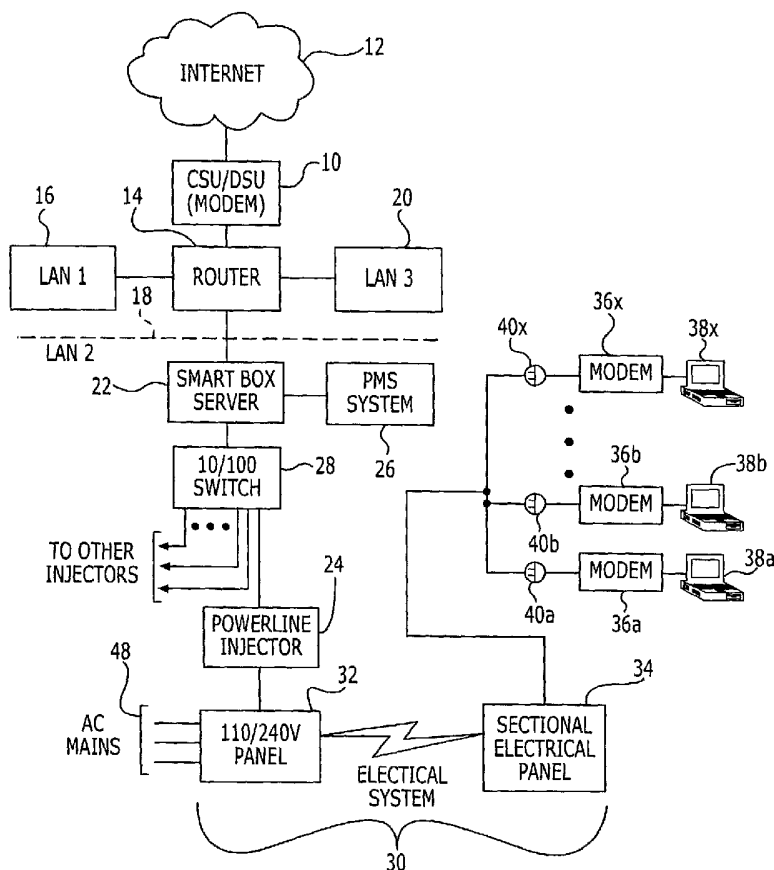 12
INTERNET
10
CSU/DSU
(MODEM)
14
16
20
LAN 1
ROUTER
LAN 3
18
LAN 2
22
SMART BOX
SERVER
PMS
SYSTEM
26
10/100
SWITCH
28
TO OTHER
INJECTORS
24
POWERLINE
INJECTOR
48
32
AC
MAINS
110/240V
PANEL
ELECTICAL
SYSTEM
34
SECTIONAL
ELECTRICAL
PANEL
30
40x
36x
38x
MODEM
36b
38b
MODEM
40b
MODEM
38a
40a
36a